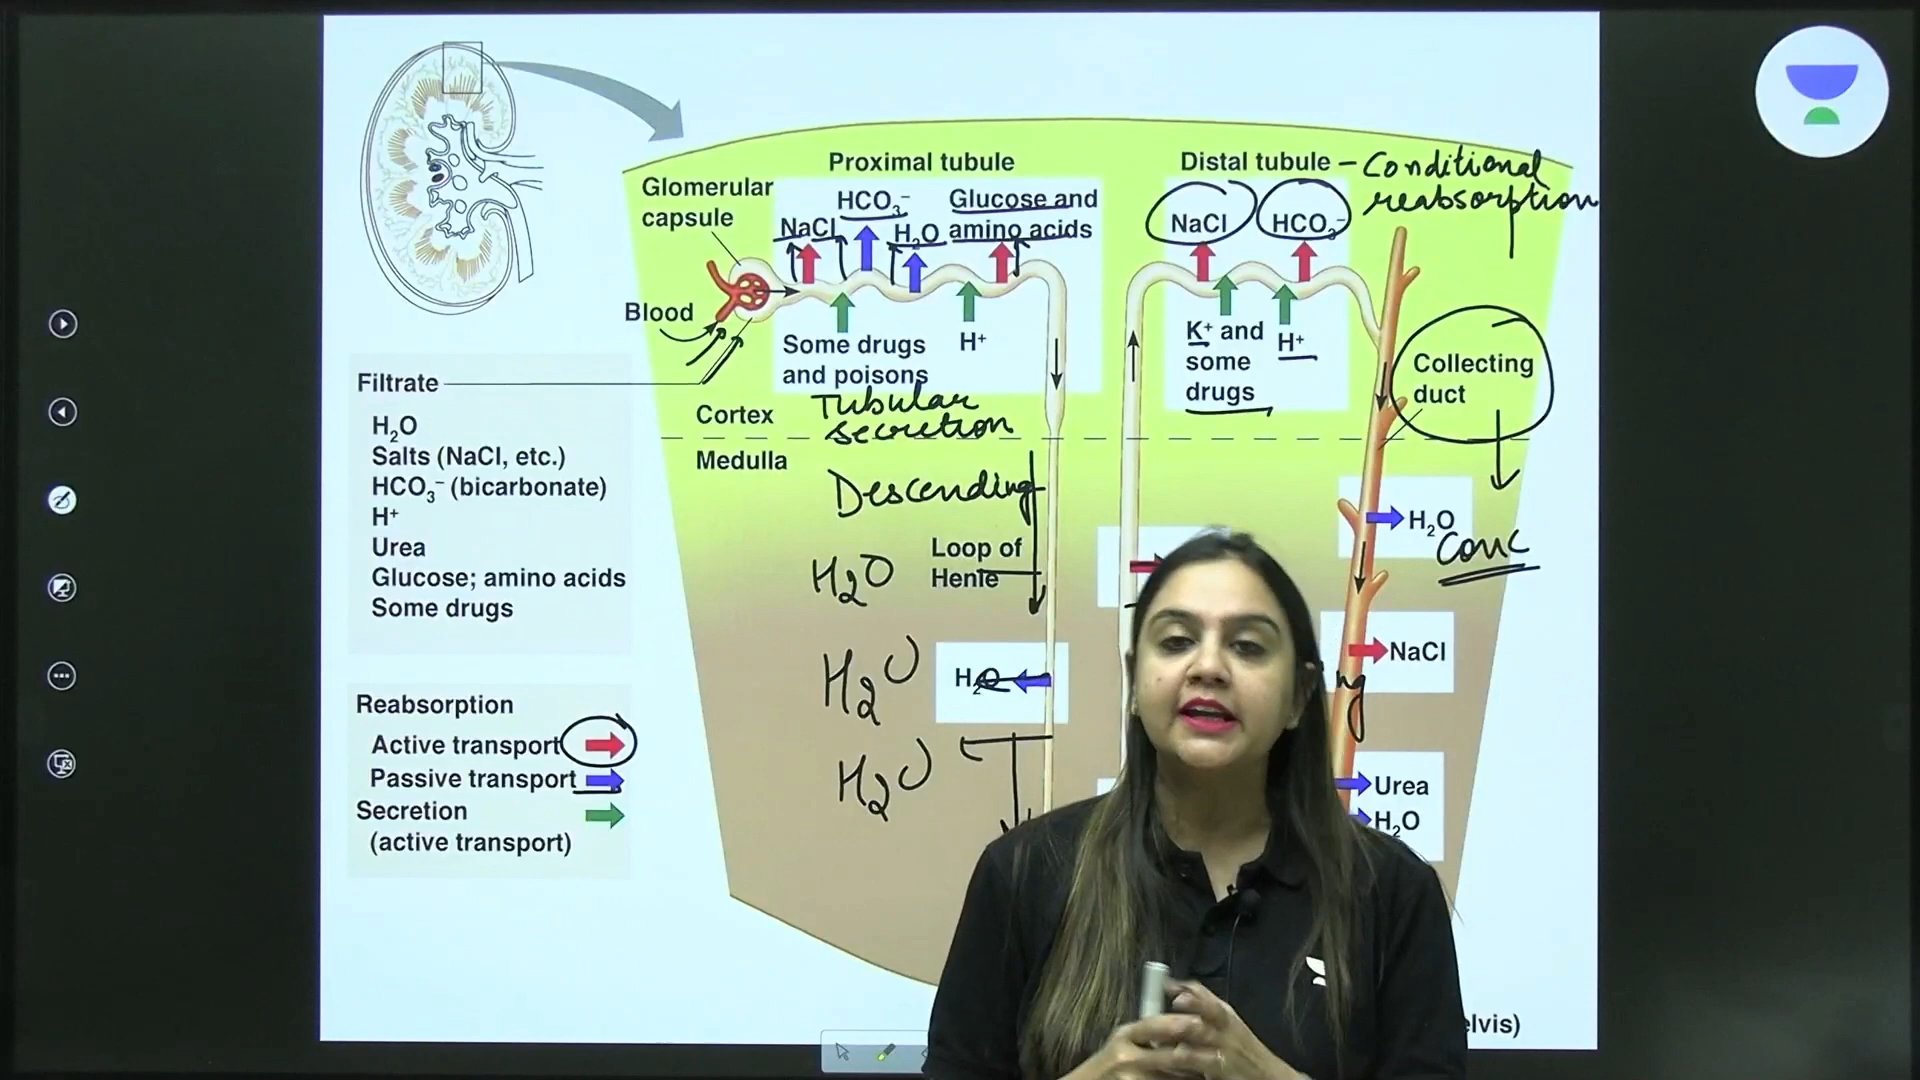 Proximal tubule
Distal tubule – Conditional
reabsorption
Glomerular
capsule
HCO₃⁻
Glucose and
amino acids
NaCl
H₂O
NaCl
HCO₃⁻
Blood
Some drugs
and poisons
H⁺
K⁺ and
some
drugs
H⁺
Collecting
duct
Tubular
secretion
Cortex
Medulla
Filtrate
H₂O
Salts (NaCl, etc.)
HCO₃⁻ (bicarbonate)
H⁺
Urea
Glucose; amino acids
Some drugs
Descending
Loop of
Henle
H₂O
H₂O
H₂O
H₂O
H₂O
Conc
NaCl
ng
Urea
H₂O
Reabsorption
Active transport
Passive transport
Secretion
(active transport)
elvis)